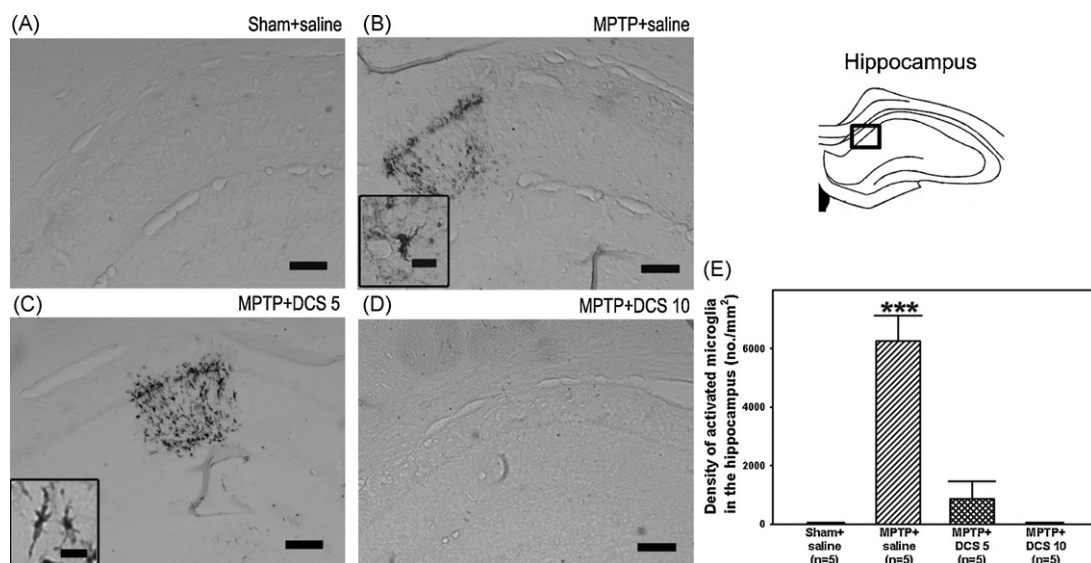 (A)
Sham+saline
(B)
MPTP+saline
Hippocampus
(C)
MPTP+DCS 5
(D)
MPTP+DCS 10
(E)
Density of activated microglia
in the hippocampus (no./mm²)
6000
4000
2000
0
***
Sham+
saline
(n=5)
MPTP+
saline
(n=5)
MPTP+
DCS 5
(n=5)
MPTP+
DCS 10
(n=5)